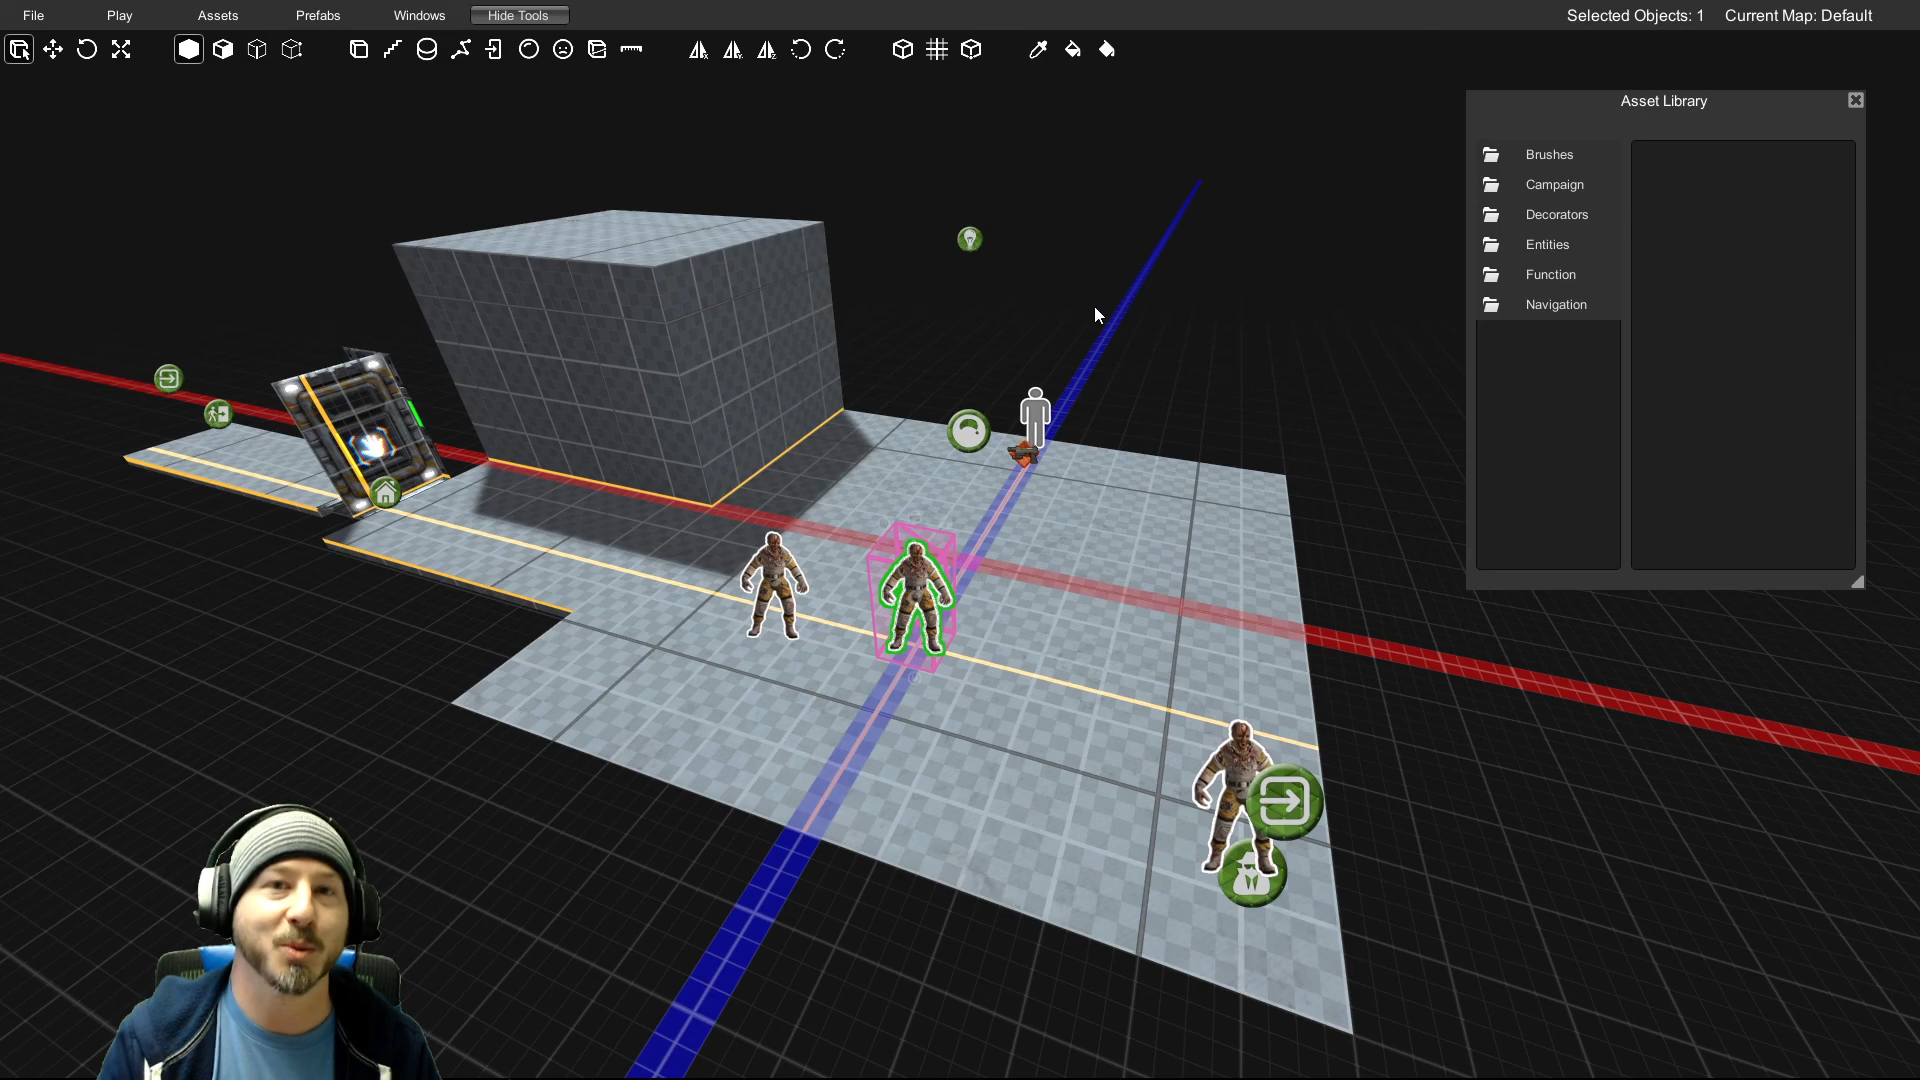 File Play Assets Prefabs Windows Hide Tools Selected Objects: 1 Current Map: Default
Asset Library
Brushes
Campaign
Decorators
Entities
Function
Navigation